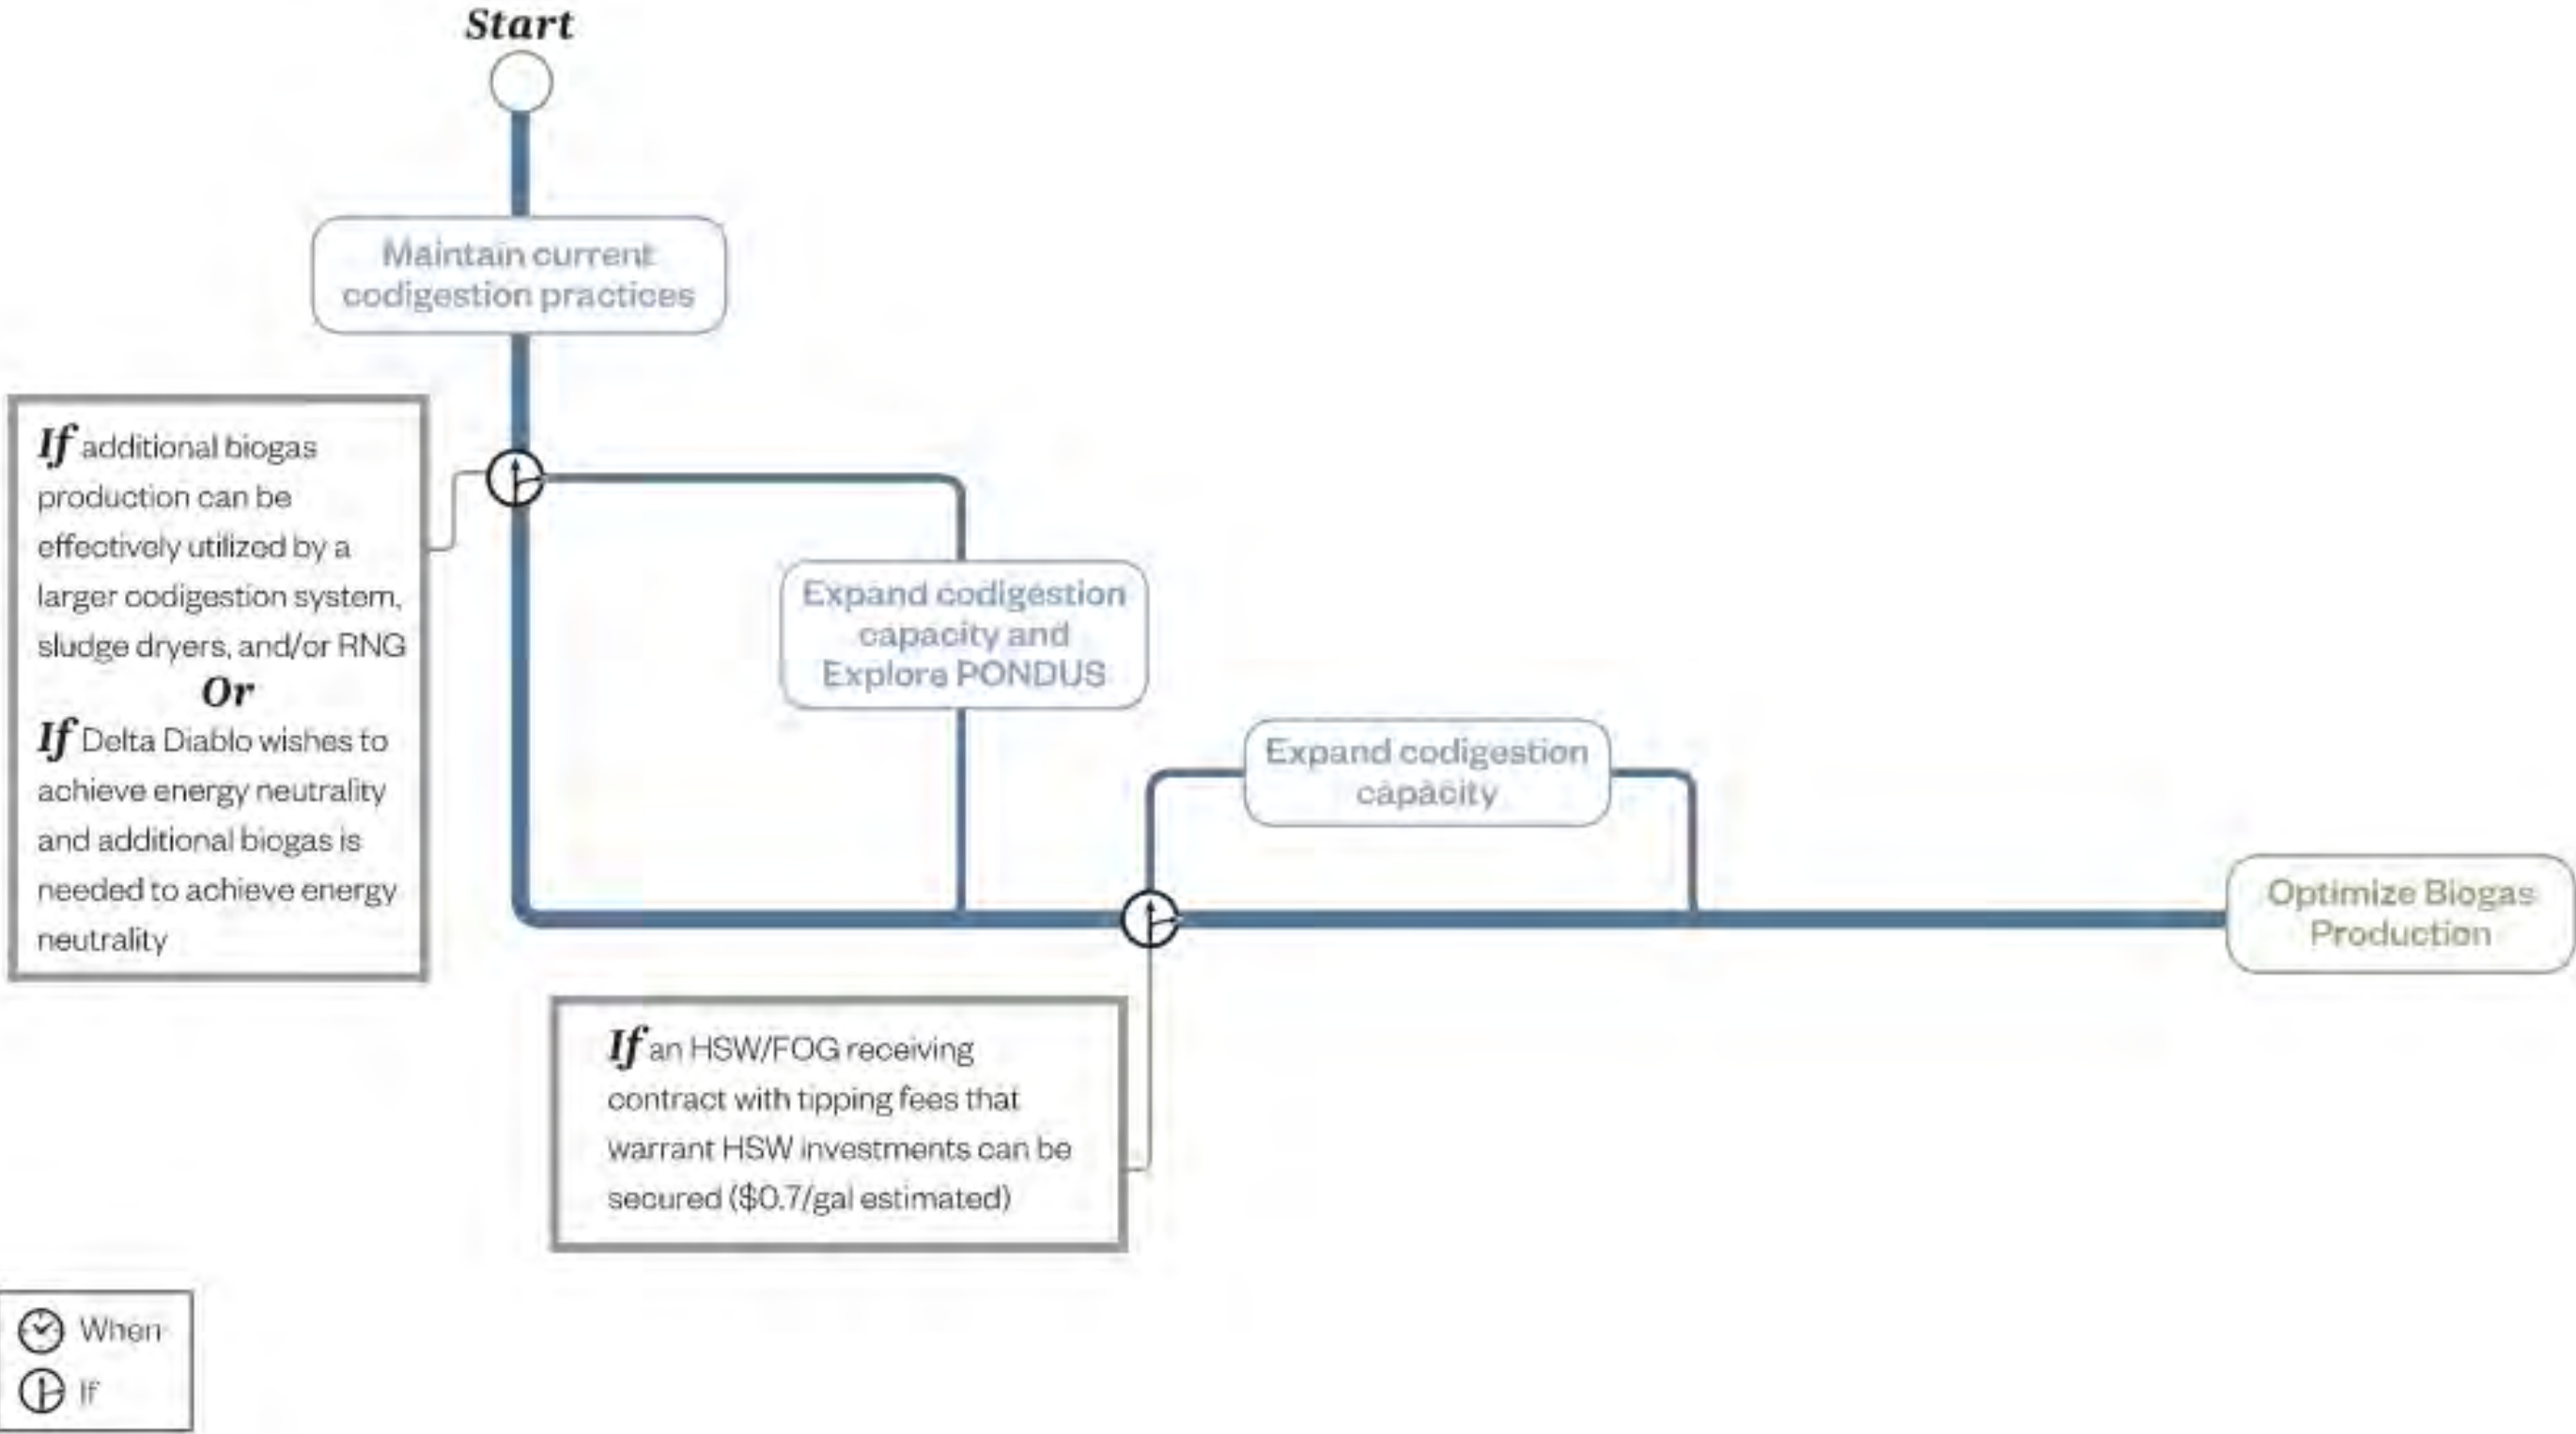 Start
Maintain current
codigestion practices
If additional biogas
production can be
effectively utilized by a
larger codigestion system,
sludge dryers, and/or RNG
Or
If Delta Diablo wishes to
achieve energy neutrality
and additional biogas is
needed to achieve energy
neutrality
Expand codigestion
capacity and
Explore PONDUS
Expand codigestion
capacity
Optimize Biogas
Production
If an HSW/FOG receiving
contract with tipping fees that
warrant HSW investments can be
secured ($0.7/gal estimated)
When
If